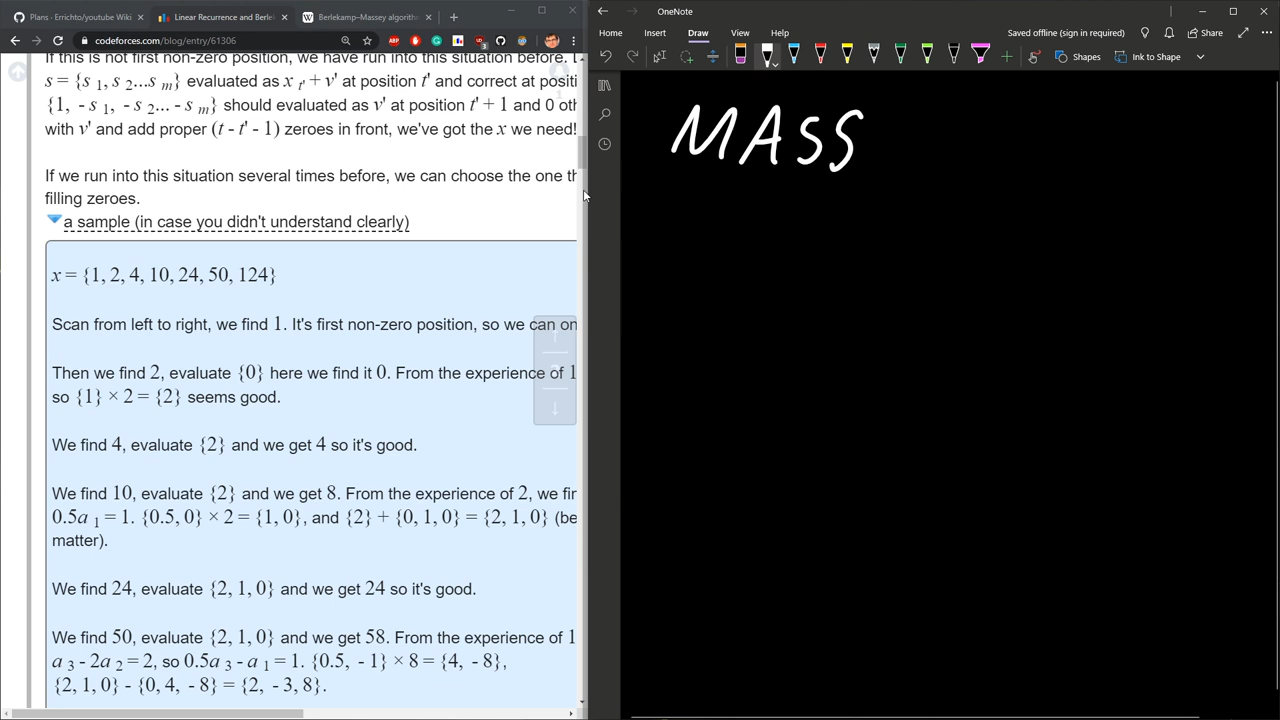 Plans · Errichto/youtube Wiki
Linear Recurrence and Berle
Berlekamp–Massey algorithm
codeforces.com/blog/entry/61306
If this is not first non-zero position, we have run into this situation before.
s = {s 1, s 2...s m} evaluated as x t' + v' at position t' and correct at positi
{1, - s 1, - s 2... - s m} should evaluated as v' at position t' + 1 and 0 oth
with v' and add proper (t - t' - 1) zeroes in front, we've got the x we need!
If we run into this situation several times before, we can choose the one th
filling zeroes.
a sample (in case you didn't understand clearly)
x = {1, 2, 4, 10, 24, 50, 124}
Scan from left to right, we find 1. It's first non-zero position, so we can on
Then we find 2, evaluate {0} here we find it 0. From the experience of 1
so {1} × 2 = {2} seems good.
We find 4, evaluate {2} and we get 4 so it's good.
We find 10, evaluate {2} and we get 8. From the experience of 2, we fin
0.5a 1 = 1. {0.5, 0} × 2 = {1, 0}, and {2} + {0, 1, 0} = {2, 1, 0} (be
matter).
We find 24, evaluate {2, 1, 0} and we get 24 so it's good.
We find 50, evaluate {2, 1, 0} and we get 58. From the experience of 1
a 3 - 2a 2 = 2, so 0.5a 3 - a 1 = 1. {0.5, - 1} × 8 = {4, - 8},
{2, 1, 0} - {0, 4, - 8} = {2, - 3, 8}.
OneNote
Saved offline (sign in required)
Home Insert Draw View Help
Share
Shapes Ink to Shape
MASS